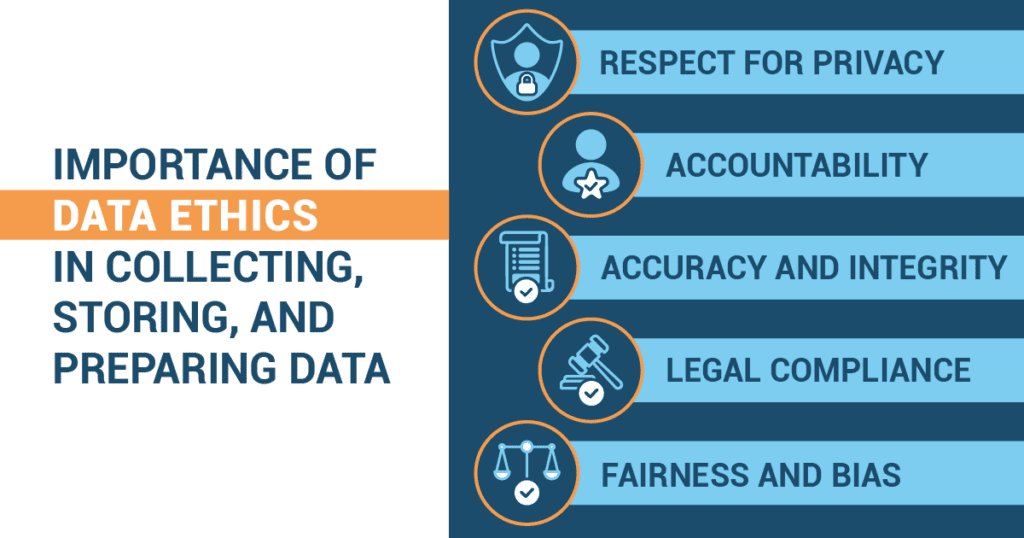 IMPORTANCE OF
DATA ETHICS
IN COLLECTING,
STORING, AND
PREPARING DATA
RESPECT FOR PRIVACY
ACCOUNTABILITY
ACCURACY AND INTEGRITY
LEGAL COMPLIANCE
FAIRNESS AND BIAS